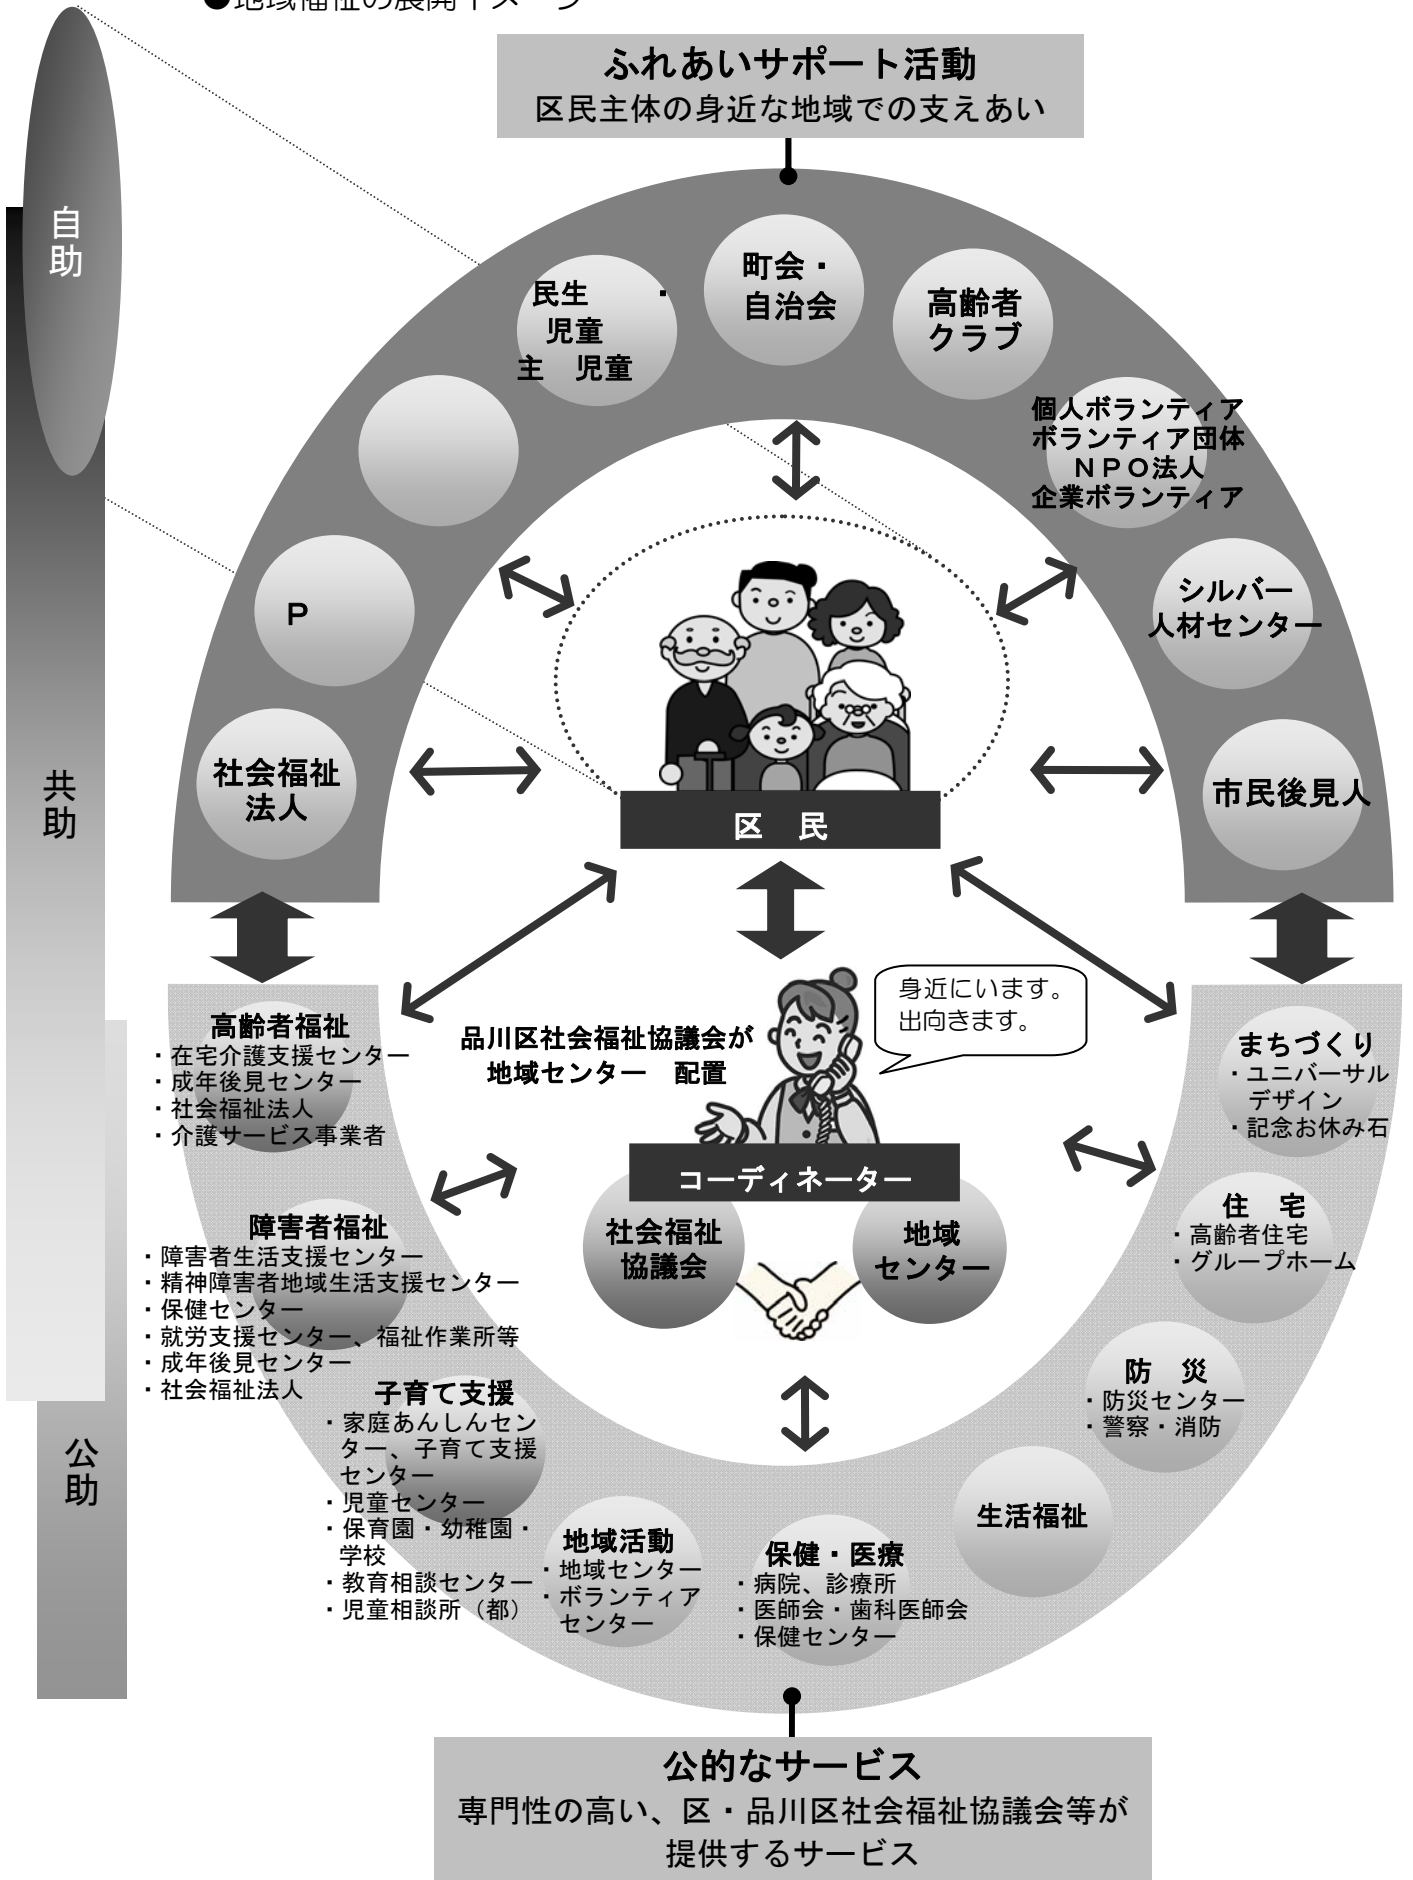 ●地域福祉の展開イメージ
ふれあいサポート活動
区民主体の身近な地域での支えあい
自助
共助
公助
町会・
自治会
民生　　・
児童
主　児童
高齢者
クラブ
個人ボランティア
ボランティア団体
ＮＰＯ法人
企業ボランティア
Ｐ
シルバー
人材センター
社会福祉
法人
市民後見人
区　民
身近にいます。
出向きます。
品川区社会福祉協議会が
地域センター　配置
コーディネーター
社会福祉
協議会
地域
センター
高齢者福祉
・在宅介護支援センター
・成年後見センター
・社会福祉法人
・介護サービス事業者
障害者福祉
・障害者生活支援センター
・精神障害者地域生活支援センター
・保健センター
・就労支援センター、福祉作業所等
・成年後見センター
・社会福祉法人
子育て支援
・家庭あんしんセン
ター、子育て支援
センター
・児童センター
・保育園・幼稚園・
学校
・教育相談センター
・児童相談所（都）
地域活動
・地域センター
・ボランティア
センター
保健・医療
・病院、診療所
・医師会・歯科医師会
・保健センター
生活福祉
防　災
・防災センター
・警察・消防
住　宅
・高齢者住宅
・グループホーム
まちづくり
・ユニバーサル
デザイン
・記念お休み石
公的なサービス
専門性の高い、区・品川区社会福祉協議会等が
提供するサービス